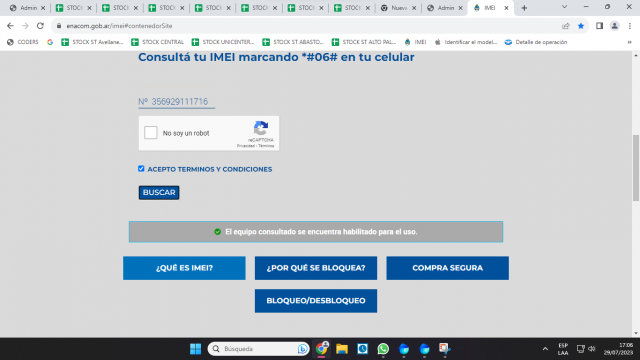 Admin
STOCK
STOCK
STOCK
STOCK
STOCK
STOCK
STOCK
Nueva
Admin
IMEI
enacom.gob.ar/imei#contenedorSite
CODERS
STOCK ST Avellane...
STOCK CENTRAL
STOCK UNICENTER...
STOCK ST ABASTO...
STOCK ST ALTO PAL...
IMEI
Identificar el model...
Detalle de operación
Consultá tu IMEI marcando *#06# en tu celular
Nº 356929111716
No soy un robot
reCAPTCHA
Privacidad - Términos
ACEPTO TERMINOS Y CONDICIONES
BUSCAR
El equipo consultado se encuentra habilitado para el uso.
¿QUÉ ES IMEI?
¿POR QUÉ SE BLOQUEA?
COMPRA SEGURA
BLOQUEO/DESBLOQUEO
Búsqueda
ESP
LAA
17:06
29/07/2023